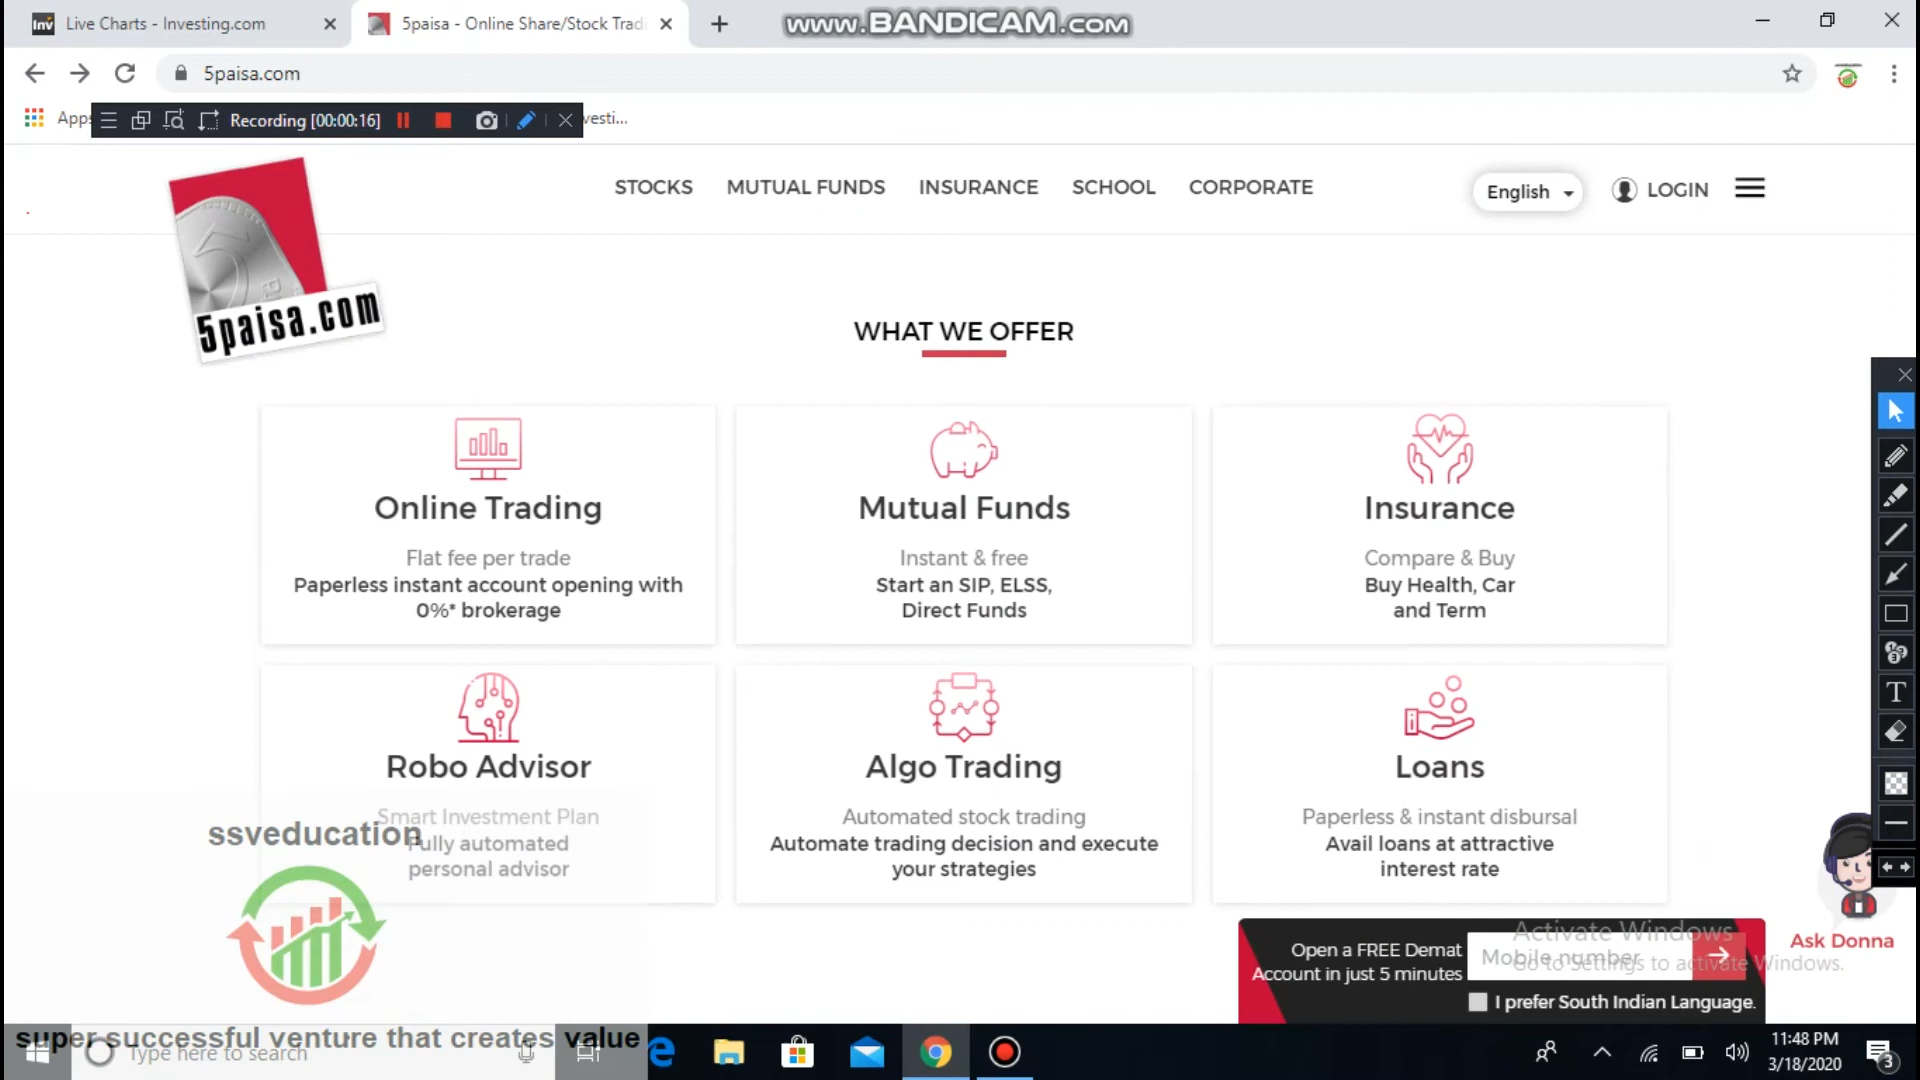 Live Charts - Investing.com
5paisa - Online Share/Stock Tradi
www.BANDICAM.com
5paisa.com
Apps
Recording [00:00:16]
vesti...
5paisa.com
STOCKS
MUTUAL FUNDS
INSURANCE
SCHOOL
CORPORATE
English
LOGIN
WHAT WE OFFER
Online Trading
Flat fee per trade
Paperless instant account opening with
0%* brokerage
Mutual Funds
Instant & free
Start an SIP, ELSS,
Direct Funds
Insurance
Compare & Buy
Buy Health, Car
and Term
Robo Advisor
Smart Investment Plan
Fully automated
personal advisor
Algo Trading
Automated stock trading
Automate trading decision and execute
your strategies
Loans
Paperless & instant disbursal
Avail loans at attractive
interest rate
ssveducation
super successful venture that creates value
Open a FREE Demat
Account in just 5 minutes
Mobile number
I prefer South Indian Language.
Activate Windows
Go to Settings to activate Windows.
Ask Donna
Type here to search
11:48 PM
3/18/2020
3